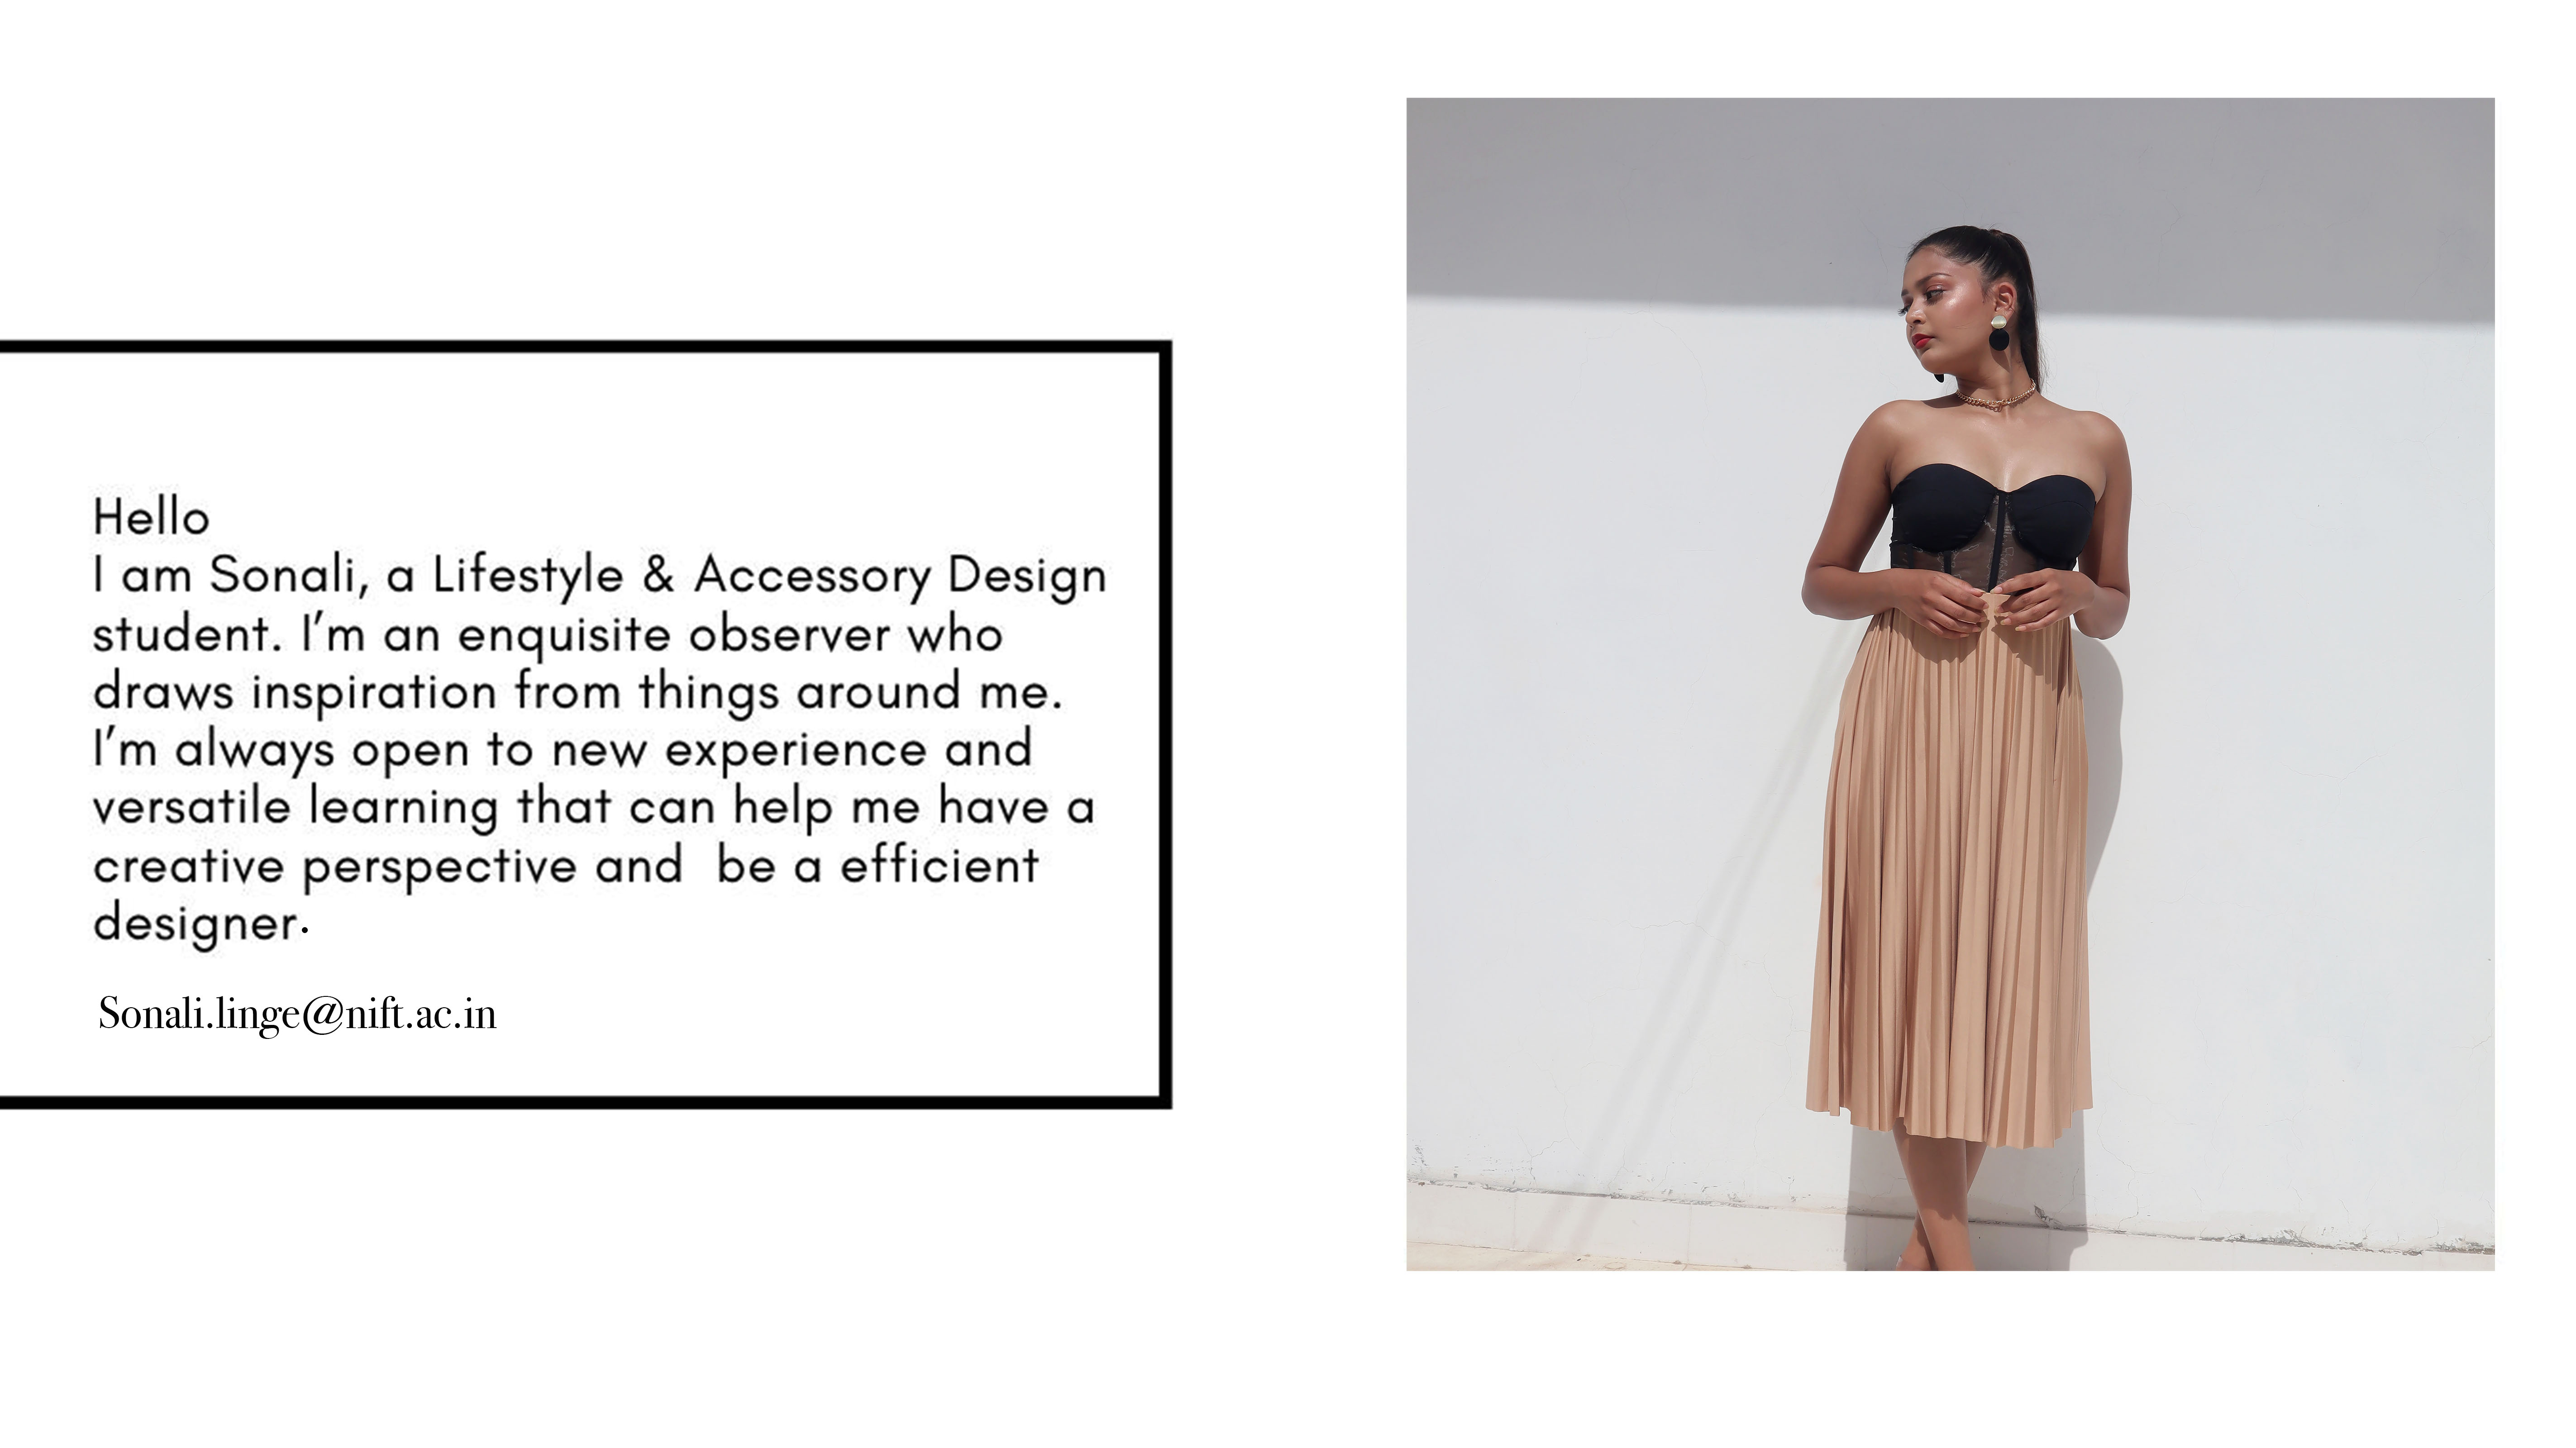 Hello
I am Sonali, a Lifestyle & Accessory Design
student. I'm an enquisite observer who
draws inspiration from things around me.
I'm always open to new experience and
versatile learning that can help me have a
creative perspective and  be a efficient
designer.
Sonali.linge@nift.ac.in